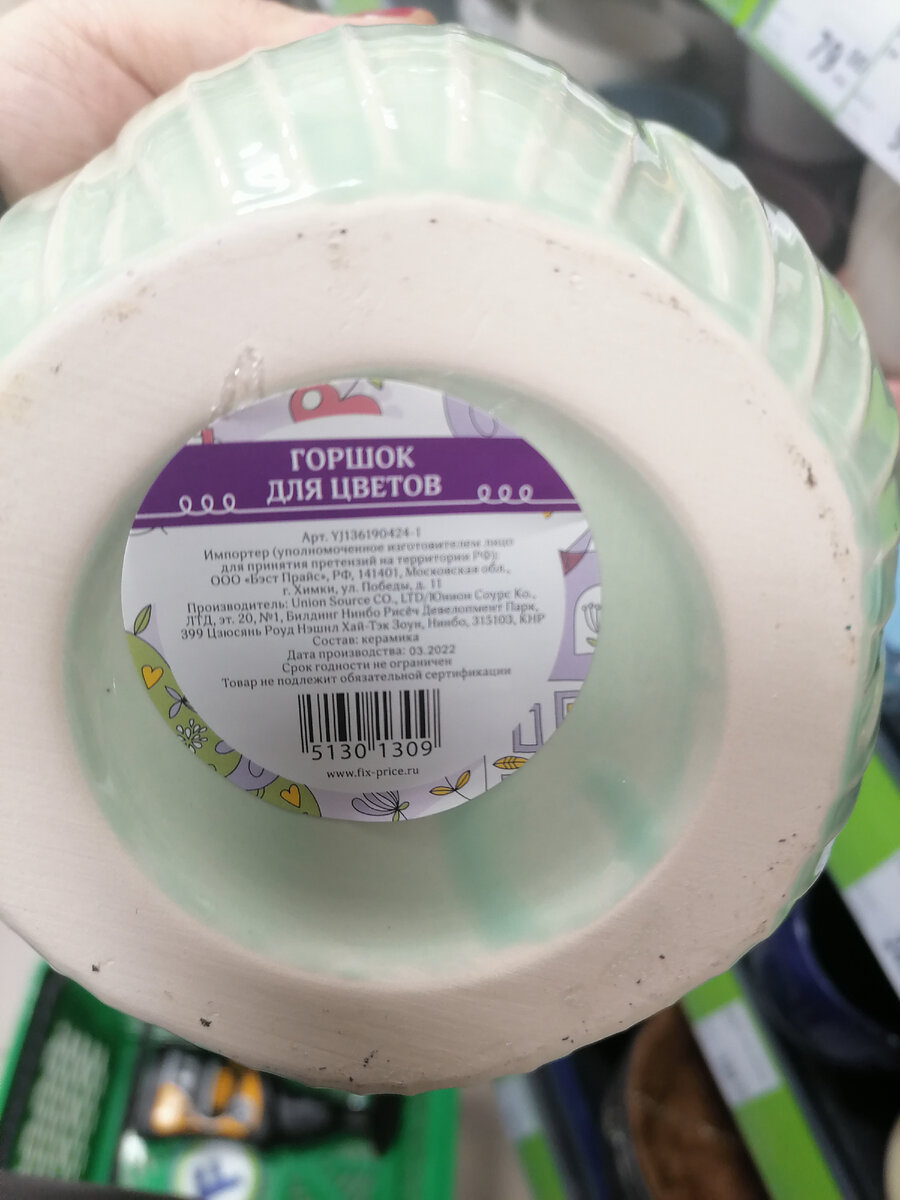 79
ГОРШОК
ДЛЯ ЦВЕТОВ
Арт. YJ136190424-1
Импортер (уполномоченное изготовителем лицо
для принятия претензий на территории РФ):
ООО «Бэст Прайс», РФ, 141401, Московская обл.,
г. Химки, ул. Победы, д. 11
Производитель: Union Source CO., LTD/Юнион Соурс Ко.,
ЛТД, эт. 20, №1, Билдинг Нинбо Рисёч Девелопмент Парк,
399 Цзюсянь Роуд Нэшнл Хай-Тэк Зоун, Нинбо, 315103, КНР
Состав: керамика
Дата производства: 03.2022
Срок годности не ограничен
Товар не подлежит обязательной сертификации
5130 1309
www.fix-price.ru
F